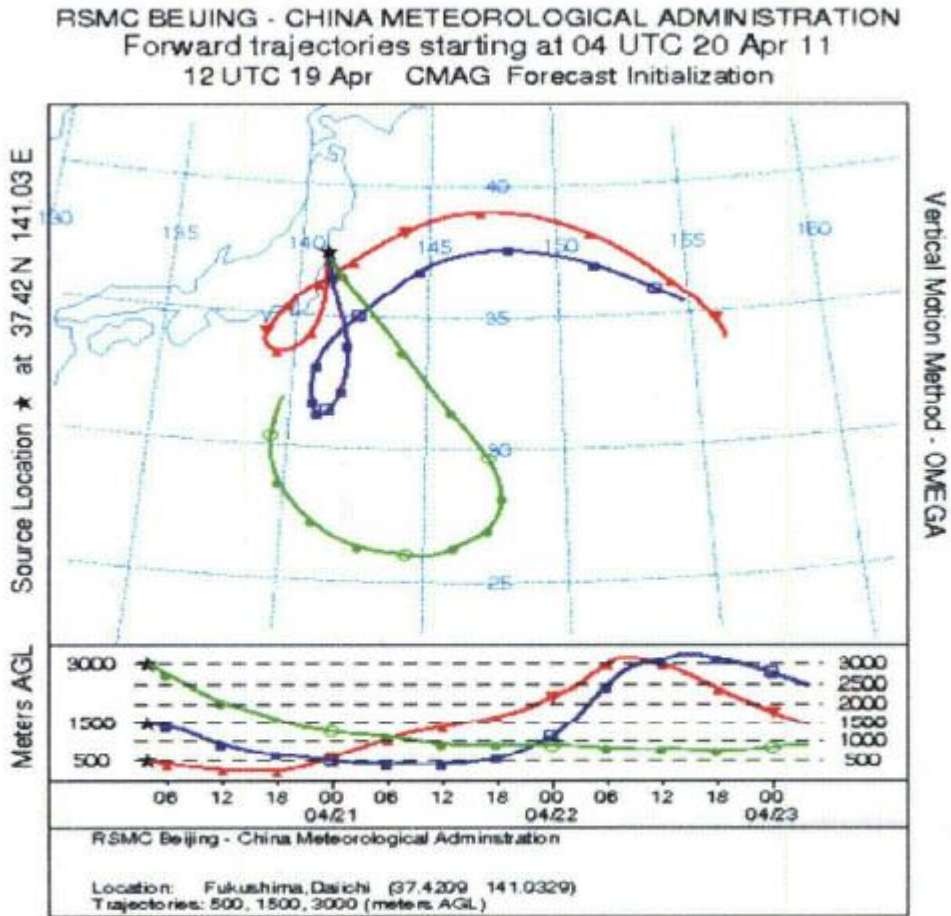 RSMC BEIJING - CHINA METEOROLOGICAL ADMINISTRATION
Forward trajectories starting at 04 UTC 20 Apr 11
12 UTC 19 Apr CMAG Forecast Initialization
Source Location ★ at 37.42 N 141.03 E
130
135
140
145
150
155
160
40
35
30
25
Vertical Motion Method - OMEGA
Meters AGL
3000
1500
500
3000
2500
2000
1500
1000
500
06 12 18 00 06 12 18 00 06 12 18 00
04/21 04/22 04/23
RSMC Beijing - China Meteorological Adminstration
Location: Fukushima,Daiichi (37.4209 141.0329)
Trajectories: 500, 1500, 3000 (meters AGL)